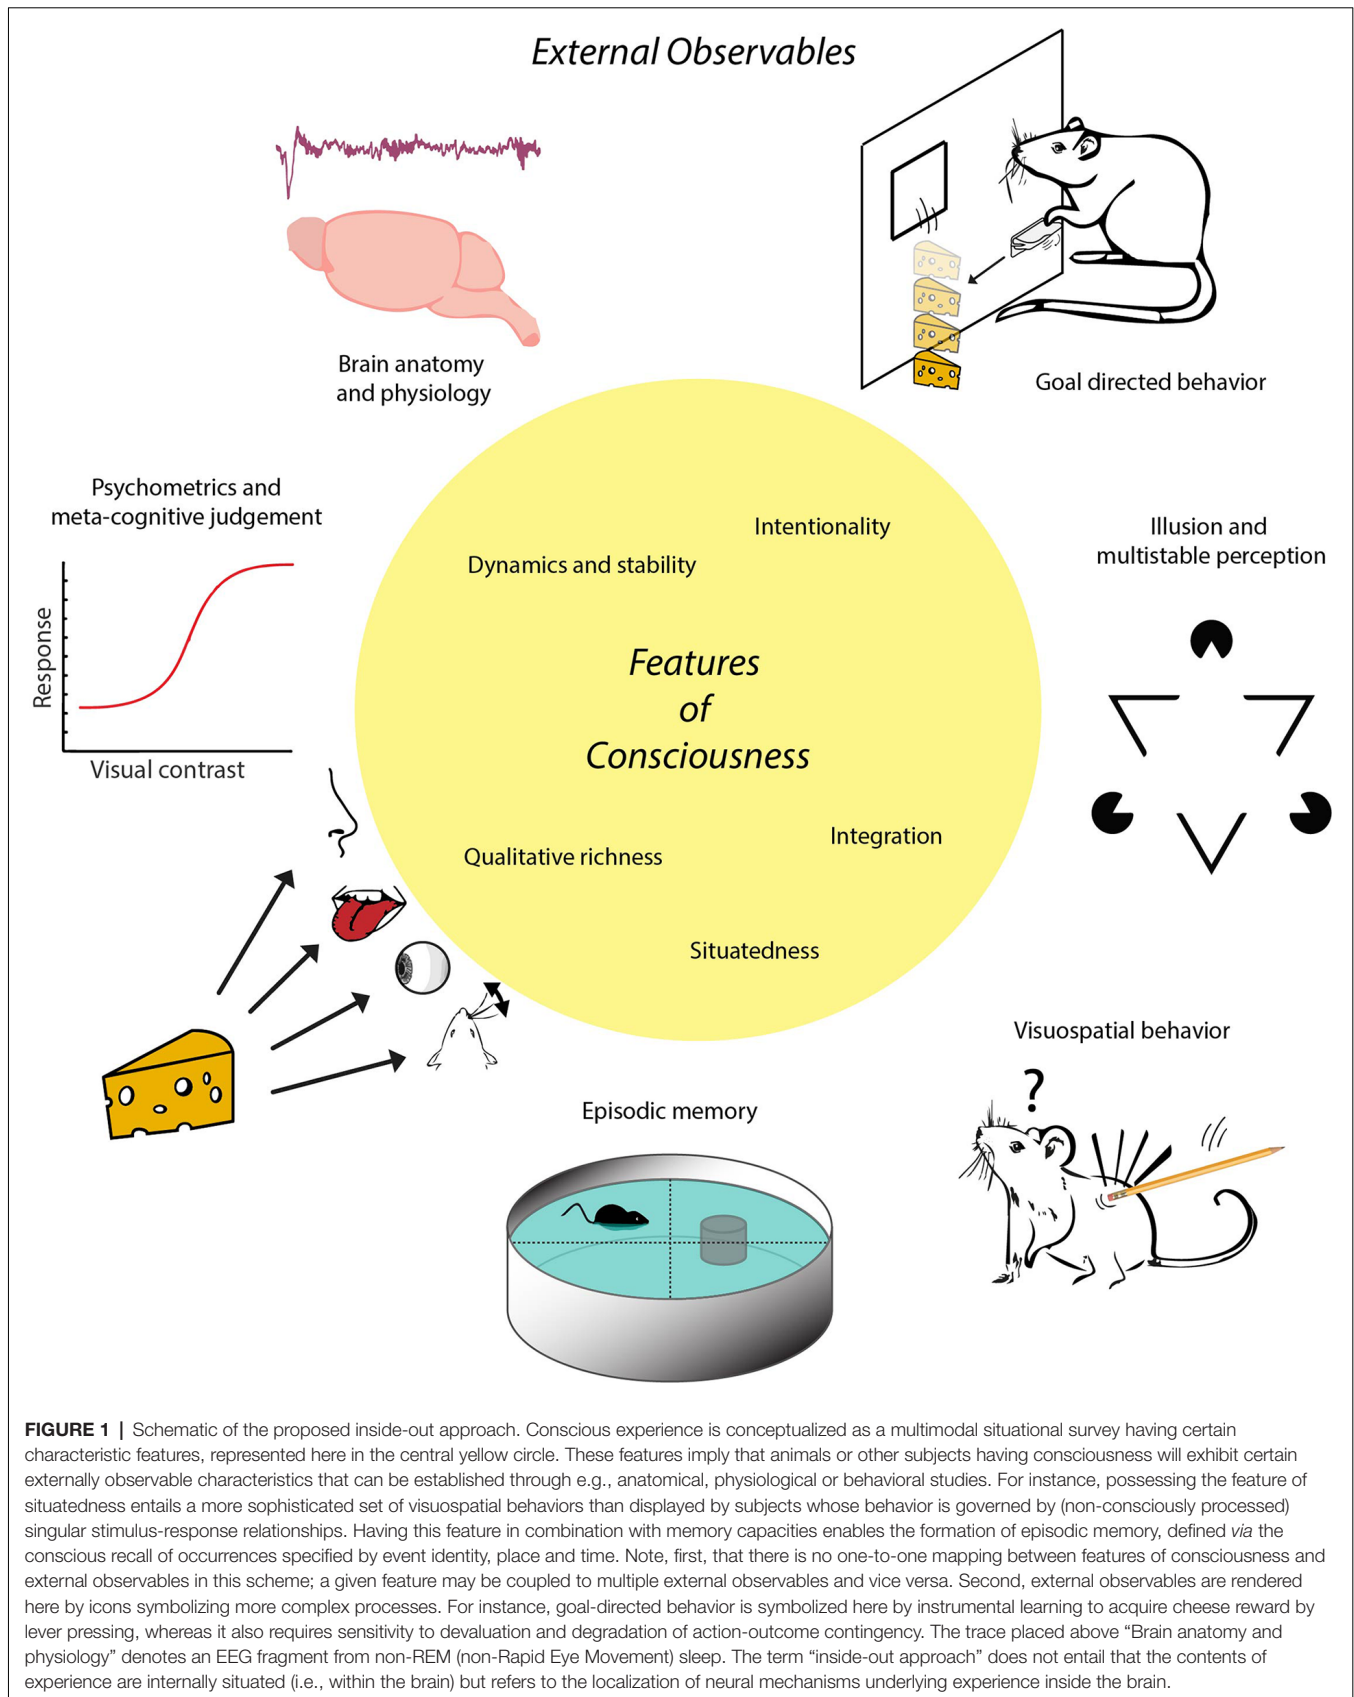 External Observables
Brain anatomy
and physiology
Goal directed behavior
Psychometrics and
meta-cognitive judgement
Response
Visual contrast
Illusion and
multistable perception
Intentionality
Dynamics and stability
Features
of
Consciousness
Integration
Qualitative richness
Situatedness
Visuospatial behavior
?
Episodic memory
FIGURE 1 | Schematic of the proposed inside-out approach. Conscious experience is conceptualized as a multimodal situational survey having certain
characteristic features, represented here in the central yellow circle. These features imply that animals or other subjects having consciousness will exhibit certain
externally observable characteristics that can be established through e.g., anatomical, physiological or behavioral studies. For instance, possessing the feature of
situatedness entails a more sophisticated set of visuospatial behaviors than displayed by subjects whose behavior is governed by (non-consciously processed)
singular stimulus-response relationships. Having this feature in combination with memory capacities enables the formation of episodic memory, defined via the
conscious recall of occurrences specified by event identity, place and time. Note, first, that there is no one-to-one mapping between features of consciousness and
external observables in this scheme; a given feature may be coupled to multiple external observables and vice versa. Second, external observables are rendered
here by icons symbolizing more complex processes. For instance, goal-directed behavior is symbolized here by instrumental learning to acquire cheese reward by
lever pressing, whereas it also requires sensitivity to devaluation and degradation of action-outcome contingency. The trace placed above “Brain anatomy and
physiology” denotes an EEG fragment from non-REM (non-Rapid Eye Movement) sleep. The term “inside-out approach” does not entail that the contents of
experience are internally situated (i.e., within the brain) but refers to the localization of neural mechanisms underlying experience inside the brain.